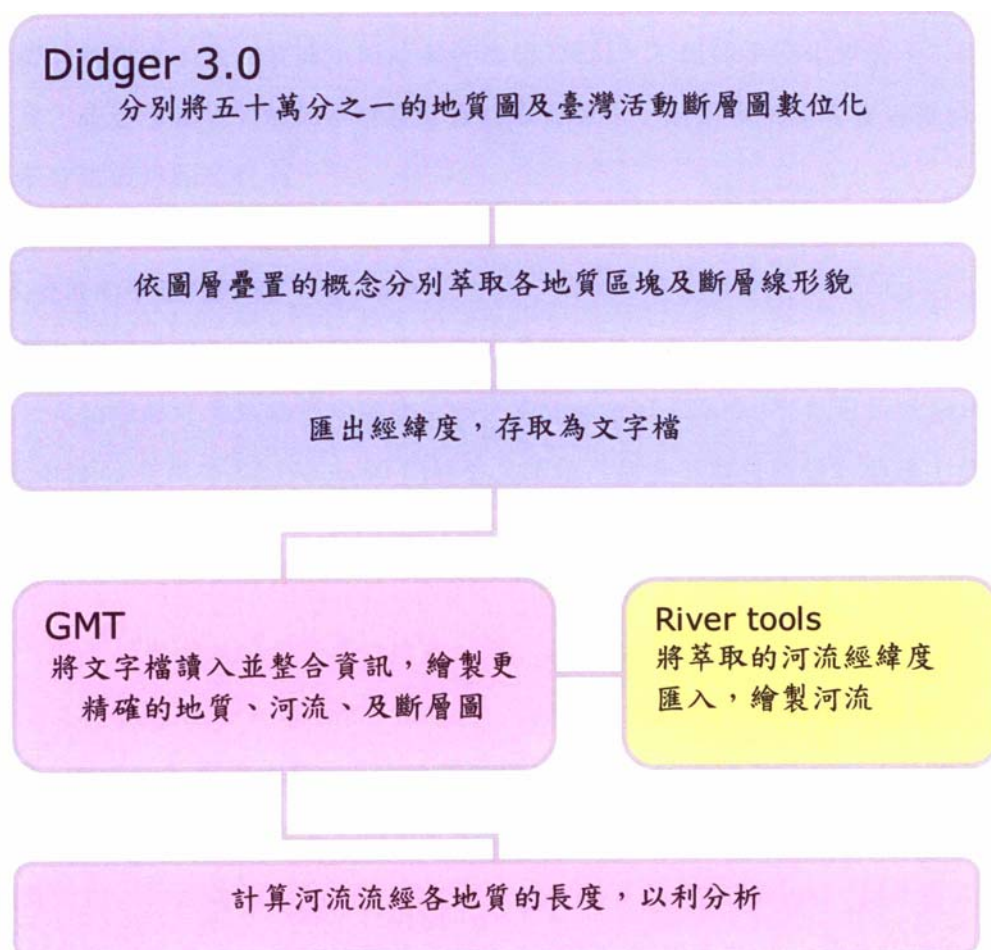 Didger 3.0
分別將五十萬分之一的地質圖及臺灣活動斷層圖數位化
依圖層疊置的概念分別萃取各地質區塊及斷層線形貌
匯出經緯度，存取為文字檔
GMT
將文字檔讀入並整合資訊，繪製更
精確的地質、河流、及斷層圖
River tools
將萃取的河流經緯度
匯入，繪製河流
計算河流流經各地質的長度，以利分析